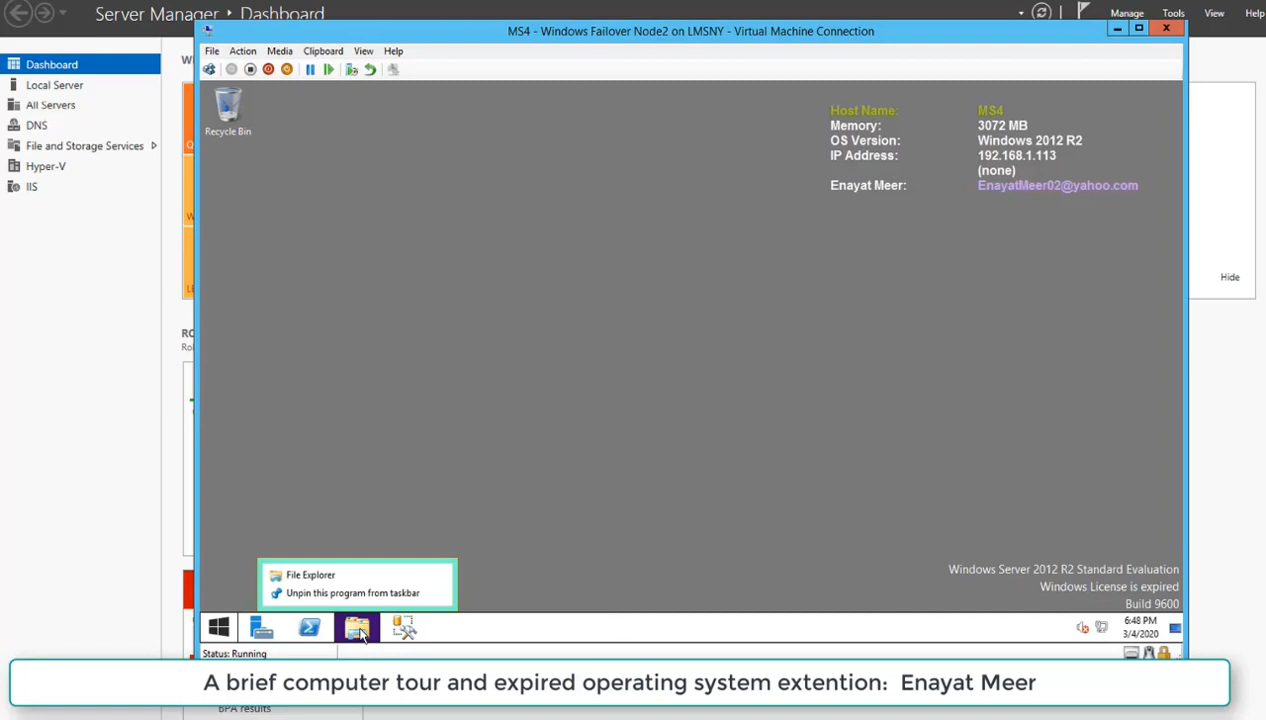 Server Manager ‣ Dashboard
Manage Tools View Help
MS4 - Windows Failover Node2 on LMSNY - Virtual Machine Connection
File Action Media Clipboard View Help
Dashboard
Local Server
All Servers
DNS
File and Storage Services
Hyper-V
IIS
Recycle Bin
Host Name: MS4
Memory: 3072 MB
OS Version: Windows 2012 R2
IP Address: 192.168.1.113
(none)
Enayat Meer: EnayatMeer02@yahoo.com
Hide
File Explorer
Unpin this program from taskbar
Windows Server 2012 R2 Standard Evaluation
Windows License is expired
Build 9600
6:48 PM
3/4/2020
Status: Running
A brief computer tour and expired operating system extention: Enayat Meer
BPA results